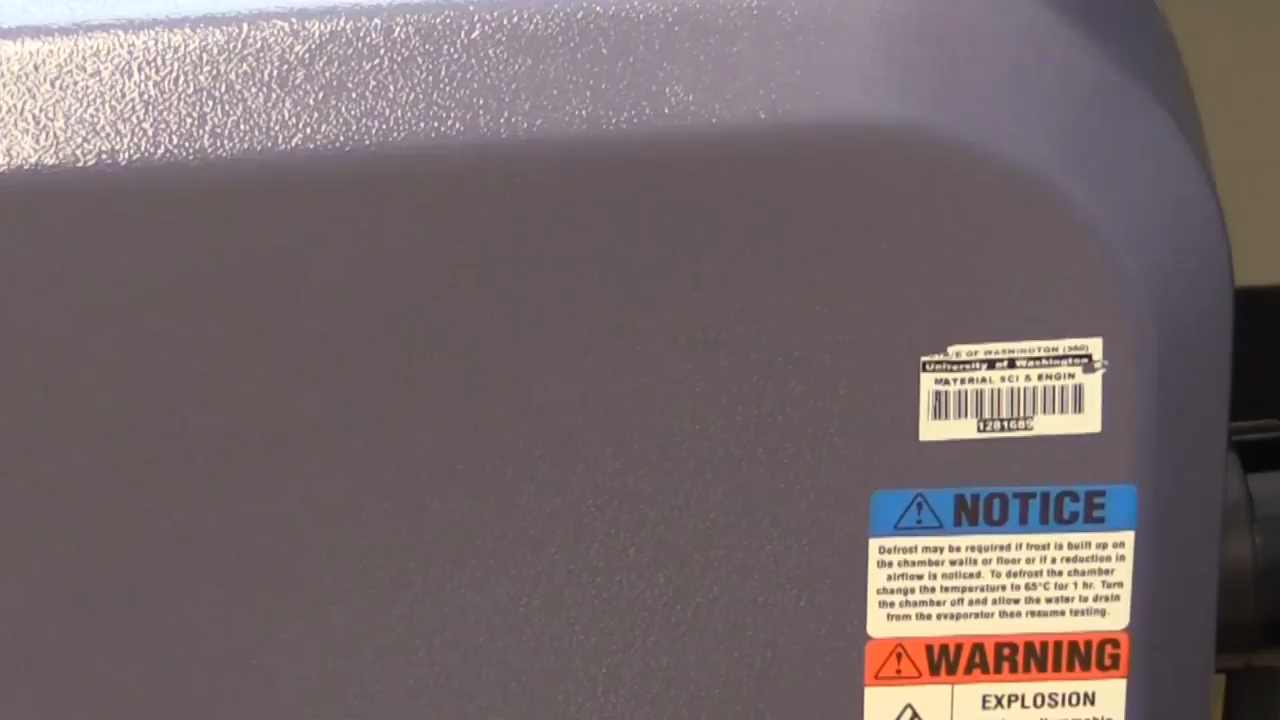 STATE OF WASHINGTON (360)
University of Washington
MATERIAL SCI & ENGIN
1281689
NOTICE
Defrost may be required if frost is built up on
the chamber walls or floor or if a reduction in
airflow is noticed. To defrost the chamber
change the temperature to 65°C for 1 hr. Turn
the chamber off and allow the water to drain
from the evaporator then resume testing.
WARNING
EXPLOSION